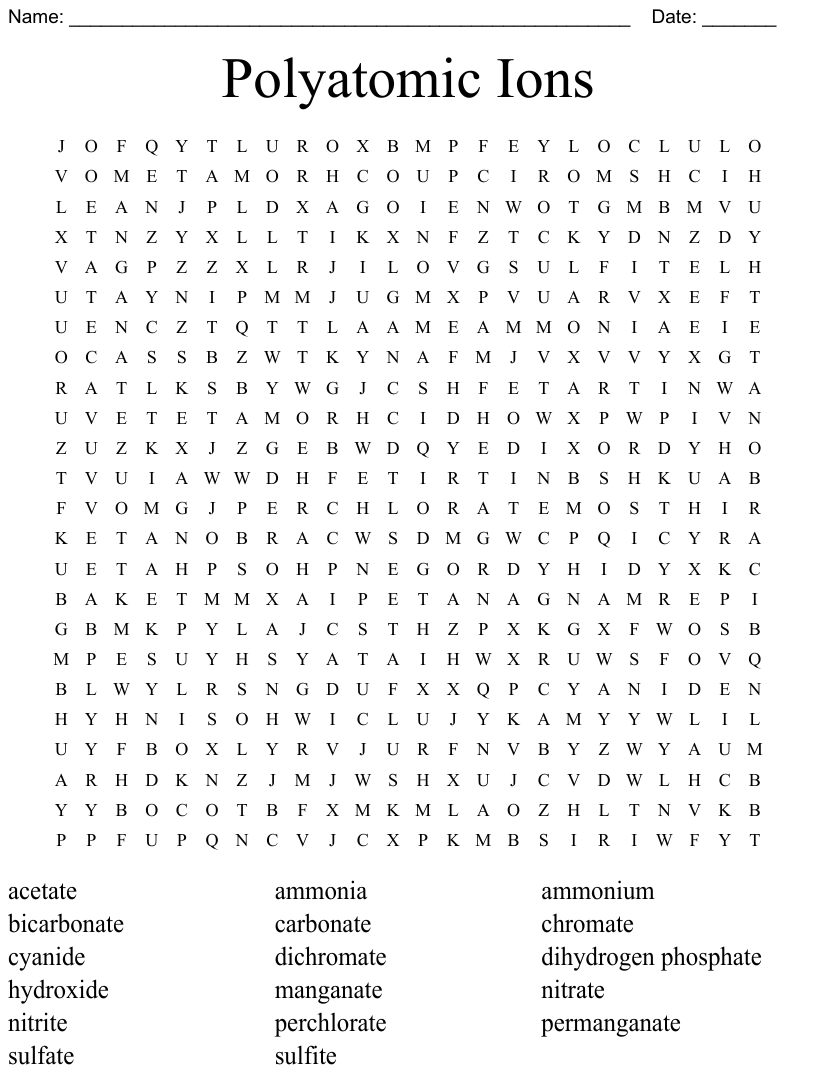 Name: _____________________________________________________ Date: _______
Polyatomic Ions
J O F Q Y T L U R O X B M P F E Y L O C L U L O
V O M E T A M O R H C O U P C I R O M S H C I H
L E A N J P L D X A G O I E N W O T G M B M V U
X T N Z Y X L L T I K X N F Z T C K Y D N Z D Y
V A G P Z Z X L R J I L O V G S U L F I T E L H
U T A Y N I P M M J U G M X P V U A R V X E F T
U E N C Z T Q T T L A A M E A M M O N I A E I E
O C A S S B Z W T K Y N A F M J V X V V Y X G T
R A T L K S B Y W G J C S H F E T A R T I N W A
U V E T E T A M O R H C I D H O W X P W P I V N
Z U Z K X J Z G E B W D Q Y E D I X O R D Y H O
T V U I A W W D H F E T I R T I N B S H K U A B
F V O M G J P E R C H L O R A T E M O S T H I R
K E T A N O B R A C W S D M G W C P Q I C Y R A
U E T A H P S O H P N E G O R D Y H I D Y X K C
B A K E T M M X A I P E T A N A G N A M R E P I
G B M K P Y L A J C S T H Z P X K G X F W O S B
M P E S U Y H S Y A T A I H W X R U W S F O V Q
B L W Y L R S N G D U F X X Q P C Y A N I D E N
H Y H N I S O H W I C L U J Y K A M Y Y W L I L
U Y F B O X L Y R V J U R F N V B Y Z W Y A U M
A R H D K N Z J M J W S H X U J C V D W L H C B
Y Y B O C O T B F X M K M L A O Z H L T N V K B
P P F U P Q N C V J C X P K M B S I R I W F Y T
acetate ammonia ammonium
bicarbonate carbonate chromate
cyanide dichromate dihydrogen phosphate
hydroxide manganate nitrate
nitrite perchlorate permanganate
sulfate sulfite